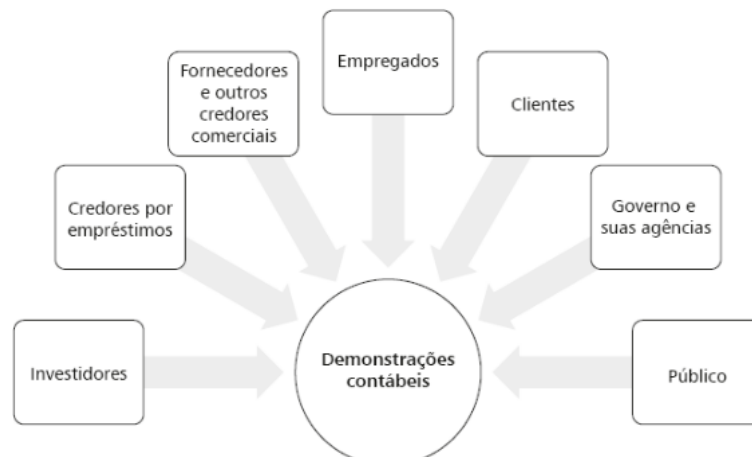 Empregados
Fornecedores
e outros
credores
comerciais
Clientes
Credores por
empréstimos
Governo e
suas agências
Investidores
Demonstrações
contábeis
Público